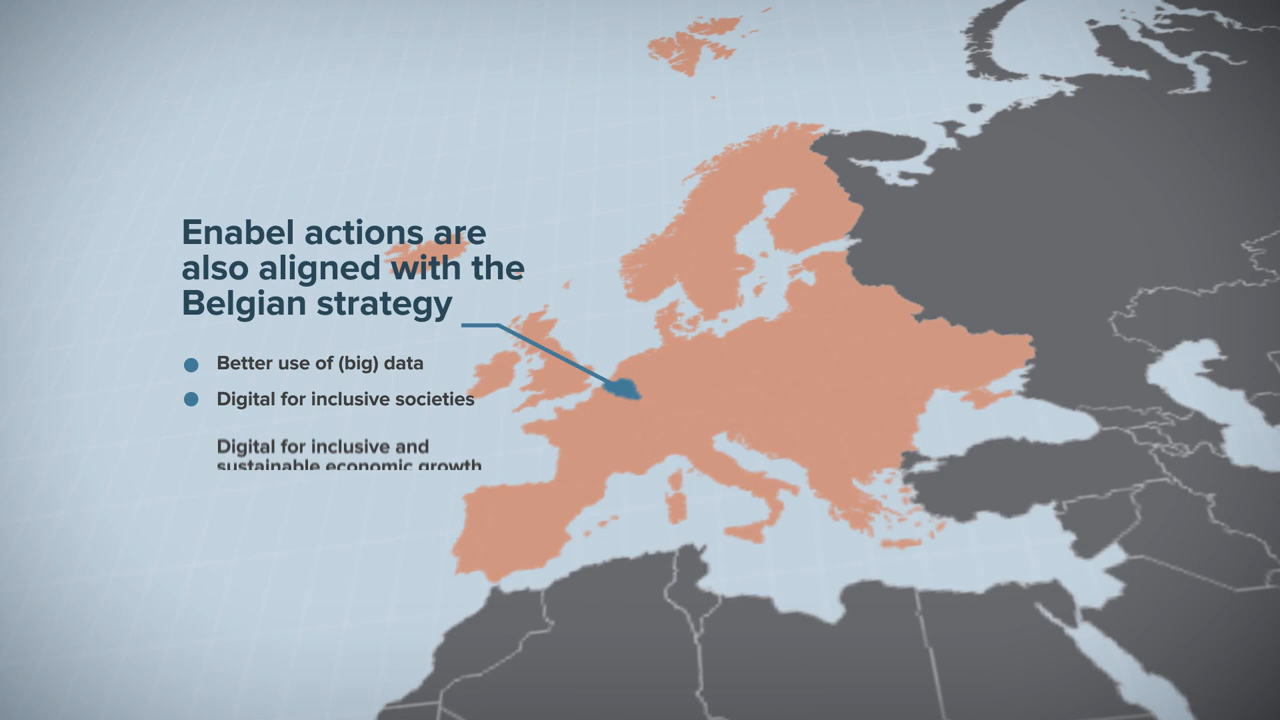 Enabel actions are
also aligned with the
Belgian strategy
Better use of (big) data
Digital for inclusive societies
Digital for inclusive and
sustainable economic growth